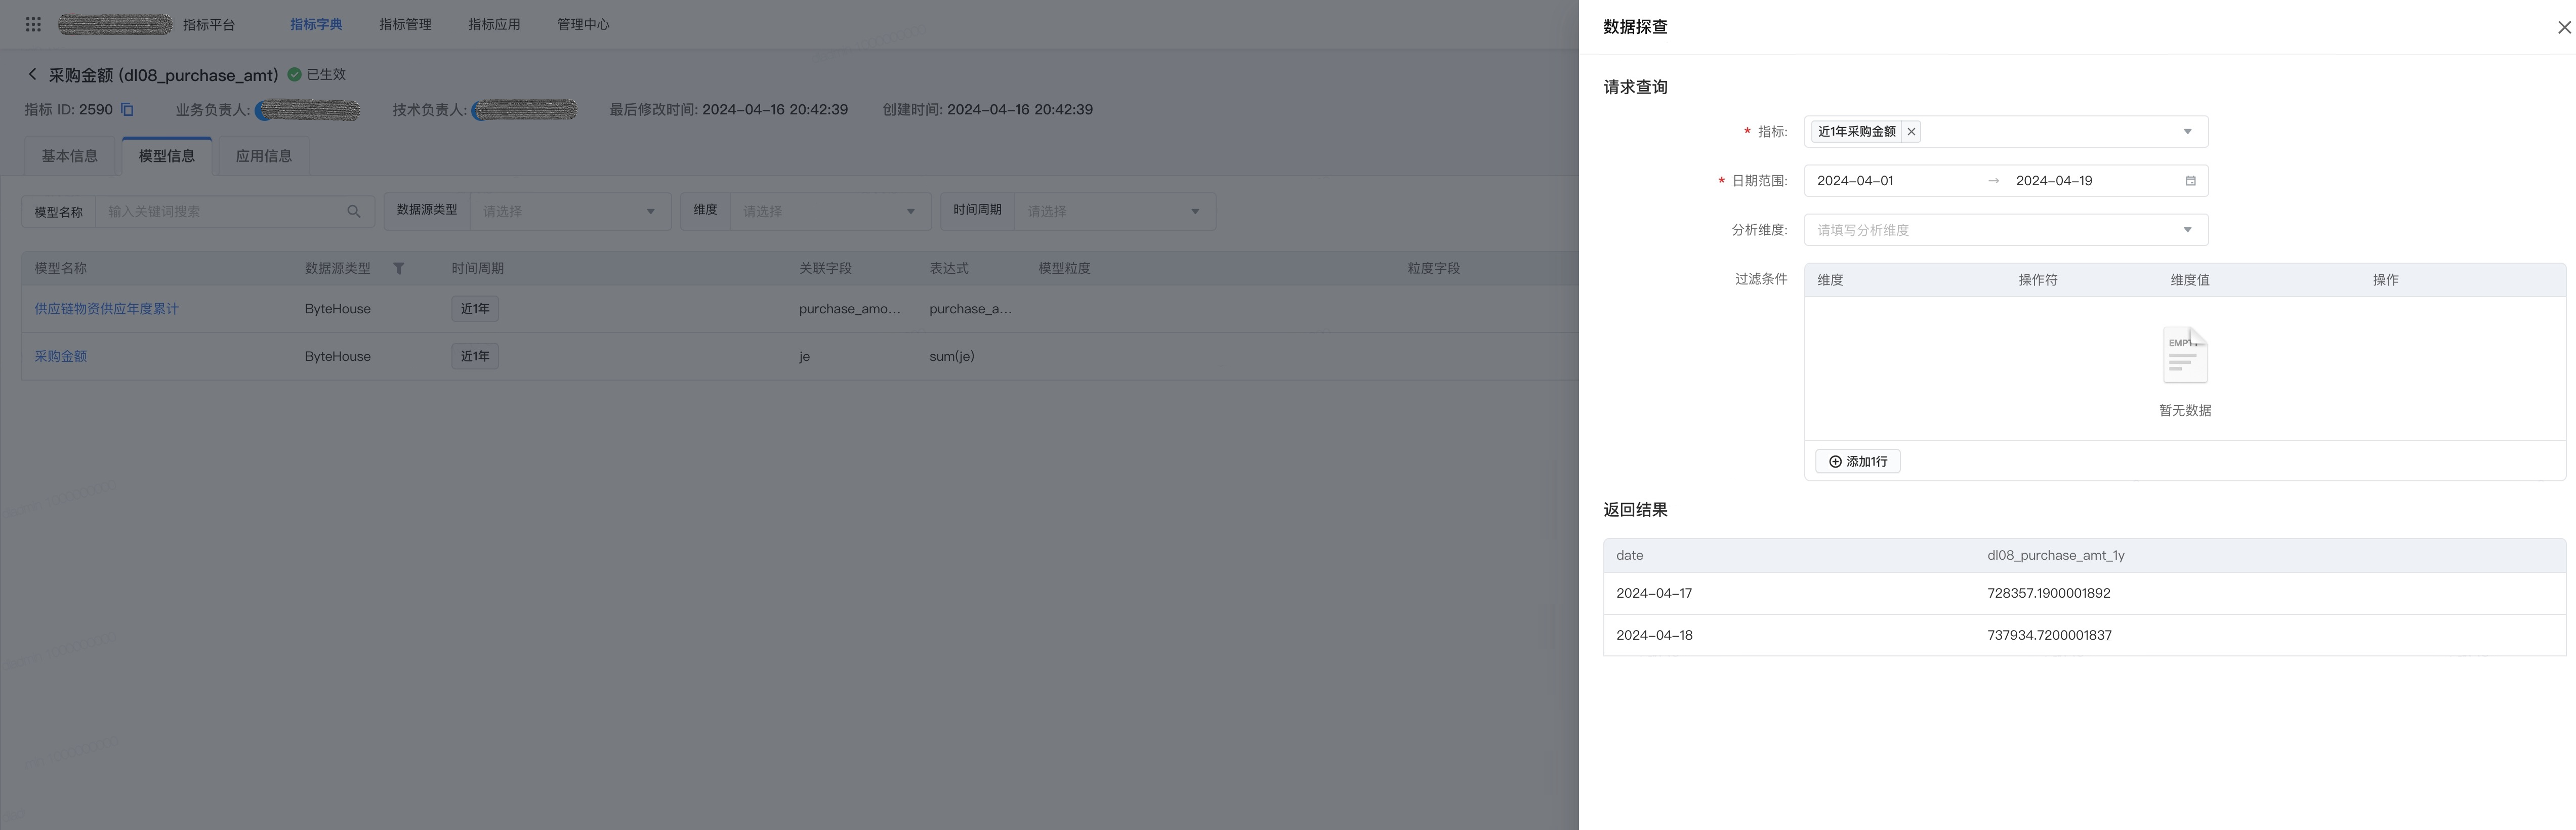 指标平台 指标字典 指标管理 指标应用 管理中心
采购金额 (dl08_purchase_amt) 已生效
指标 ID: 2590 业务负责人: 技术负责人: 最后修改时间: 2024-04-16 20:42:39 创建时间: 2024-04-16 20:42:39
基本信息 模型信息 应用信息
模型名称 输入关键词搜索 数据源类型 请选择 维度 请选择 时间周期 请选择
模型名称 数据源类型 时间周期 关联字段 表达式 模型粒度 粒度字段
供应链物资供应年度累计 ByteHouse 近1年 purchase_amo... purchase_a...
采购金额 ByteHouse 近1年 je sum(je)
数据探查
请求查询
* 指标: 近1年采购金额
* 日期范围: 2024-04-01 → 2024-04-19
分析维度: 请填写分析维度
过滤条件 维度 操作符 维度值 操作
EMPTY
暂无数据
添加1行
返回结果
date dl08_purchase_amt_1y
2024-04-17 728357.1900001892
2024-04-18 737934.7200001837